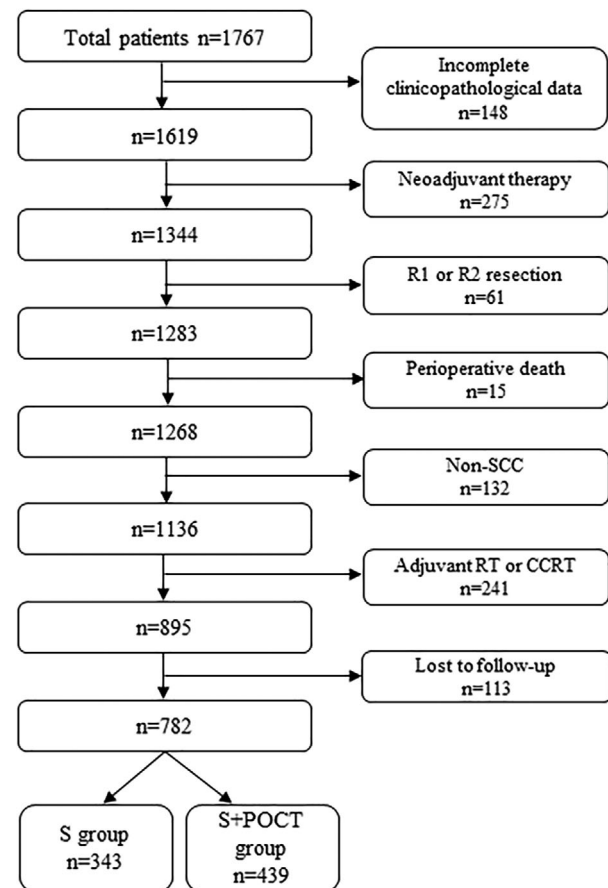 Total patients n=1767
Incomplete
clinicopathological data
n=148
n=1619
Neoadjuvant therapy
n=275
n=1344
R1 or R2 resection
n=61
n=1283
Perioperative death
n=15
n=1268
Non-SCC
n=132
n=1136
Adjuvant RT or CCRT
n=241
n=895
Lost to follow-up
n=113
n=782
S group
n=343
S+POCT
group
n=439